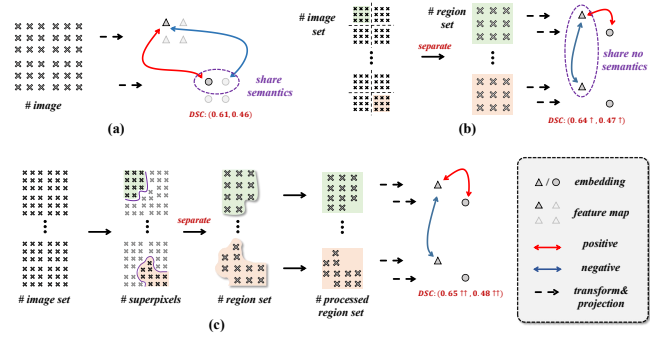 # image
share
semantics
DSC: (0.61, 0.46)
(a)
# image
set
separate
# region
set
share no
semantics
DSC: (0.64 ↑, 0.47 ↑)
(b)
separate
# image set
# superpixels
# region set
# processed
region set
DSC: (0.65 ↑↑, 0.48 ↑↑)
(c)
/
embedding
feature map
positive
negative
transform&
projection